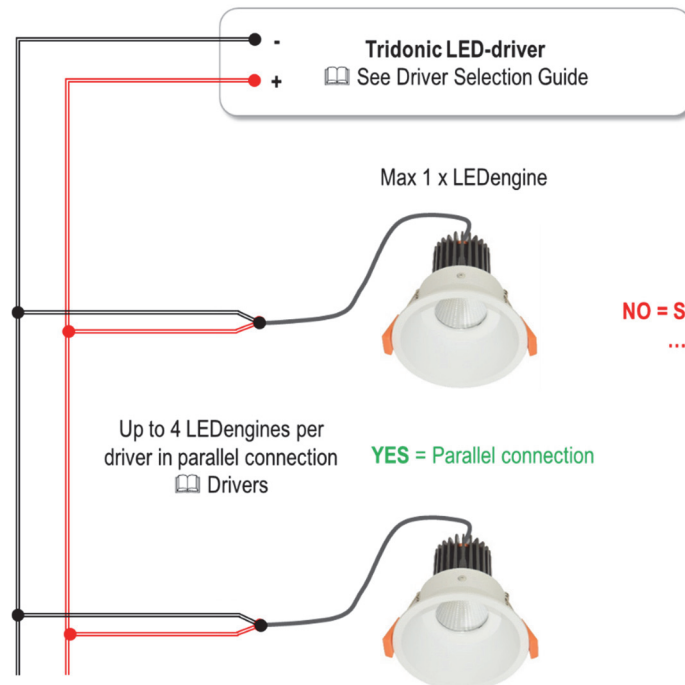 -
Tridonic LED-driver
+
See Driver Selection Guide
Max 1 x LEDengine
NO = S
...
Up to 4 LEDengines per
driver in parallel connection
Drivers
YES = Parallel connection